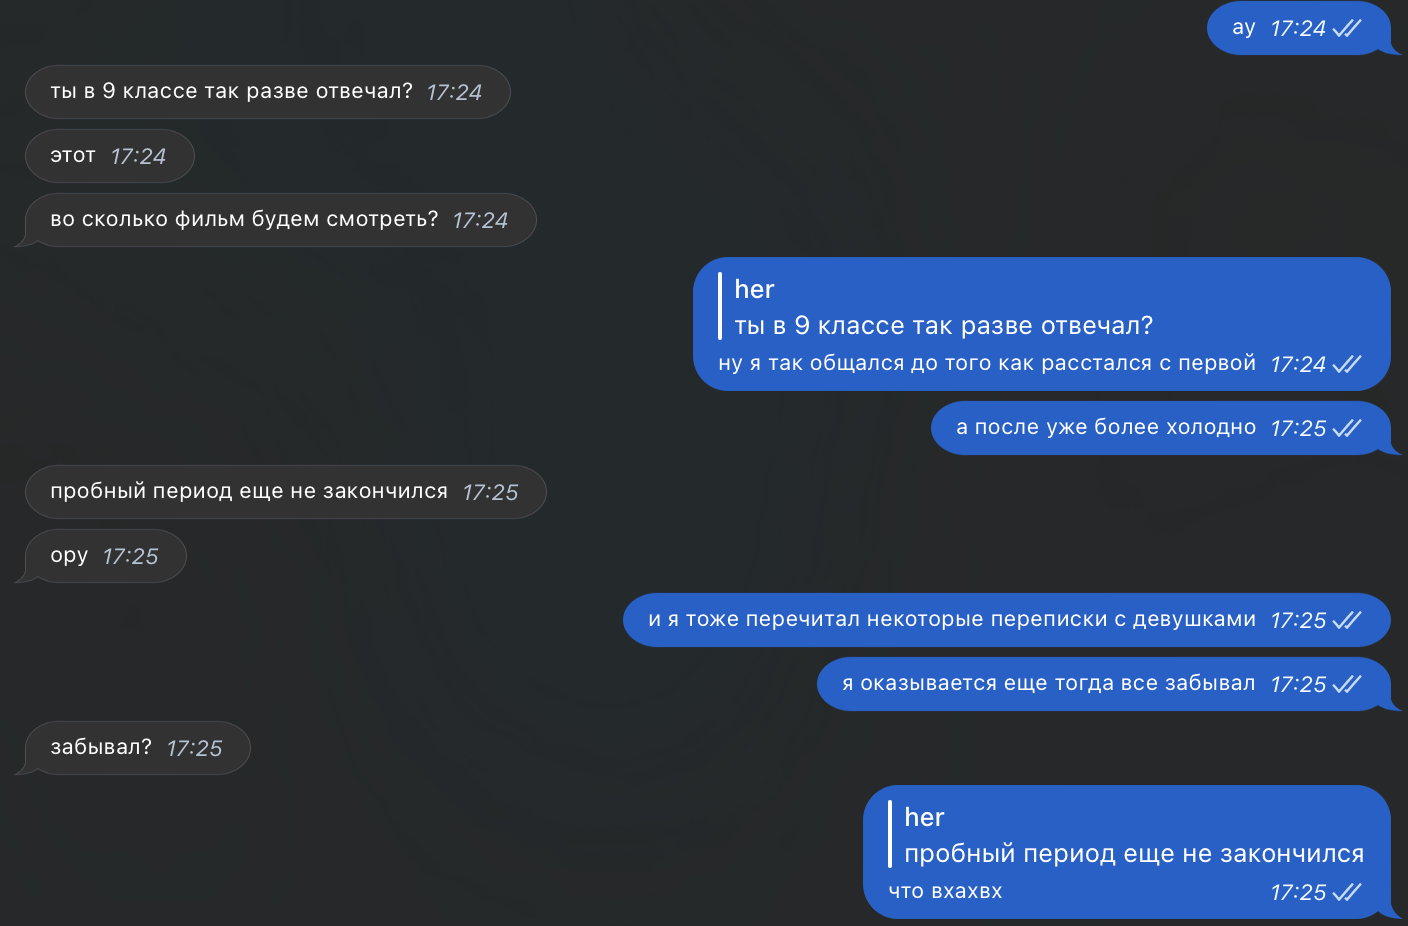 ау 17:24
ты в 9 классе так разве отвечал? 17:24
этот 17:24
во сколько фильм будем смотреть? 17:24
her
ты в 9 классе так разве отвечал?
ну я так общался до того как расстался с первой 17:24
а после уже более холодно 17:25
пробный период еще не закончился 17:25
ору 17:25
и я тоже перечитал некоторые переписки с девушками 17:25
я оказывается еще тогда все забывал 17:25
забывал? 17:25
her
пробный период еще не закончился
что вхахвх 17:25